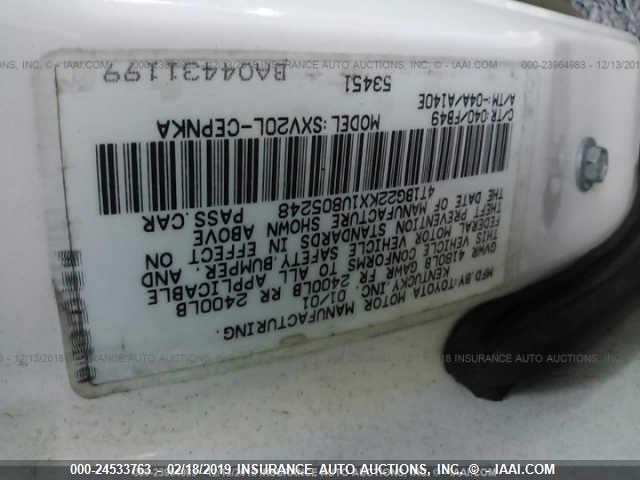 MFD.BY:TOYOTA MOTOR MANUFACTURING.
KENTUCKY,INC. 01/01
GVWR 4180LB GAWR FR. 2400LB RR 2400LB
THIS VEHICLE CONFORMS TO ALL APPLICABLE
FEDERAL MOTOR VEHICLE SAFETY,BUMPER, AND
THEFT PREVENTION STANDARDS IN EFFECT ON
THE DATE OF MANUFACTURE SHOWN ABOVE
4T1BG22KX1U805248 PASS.CAR
C/TR:040/FB49 MODEL:SXV20L-CEPNKA
A/TM:-04A/A140E
53451
BA04431199
000-24533763 - 02/18/2019 - INSURANCE AUTO AUCTIONS, INC. - © - IAAI.COM